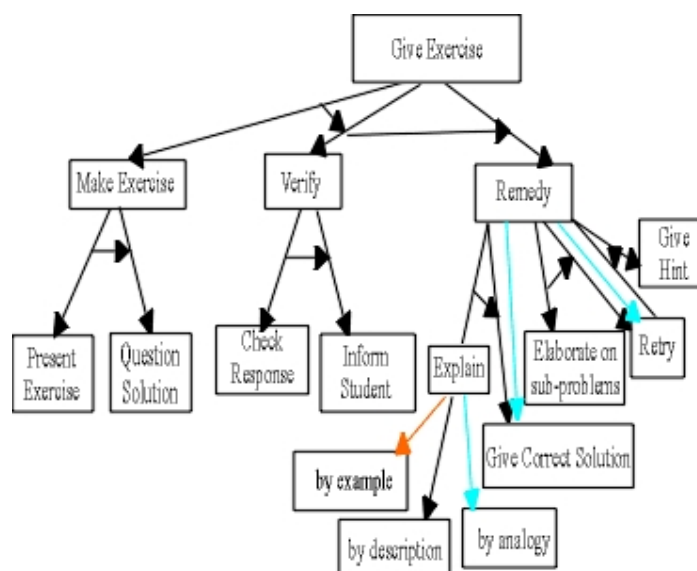 Give Exercise
Make Exercise
Verify
Remedy
Give
Hint
Present
Exercise
Question
Solution
Check
Response
Inform
Student
Explain
Elaborate on
sub-problems
Retry
Give Correct Solution
by example
by description
by analogy